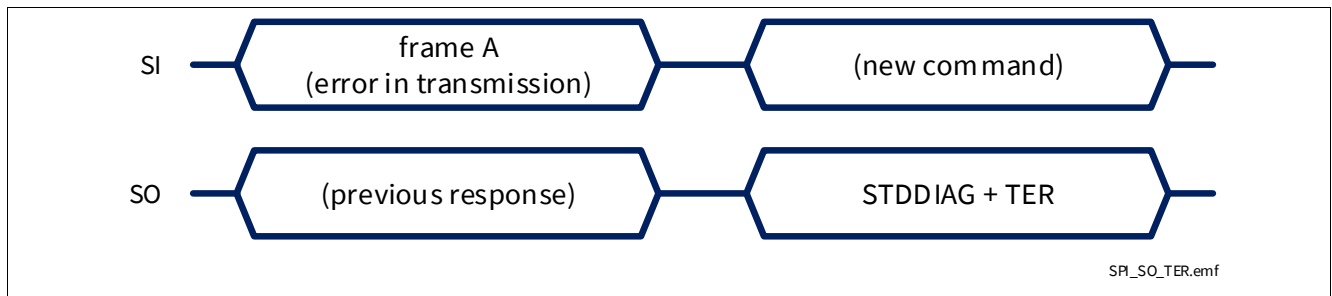 SI
frame A
(error in transmission)
(new command)
SO
(previous response)
STDDIAG + TER
SPI_SO_TER.emf